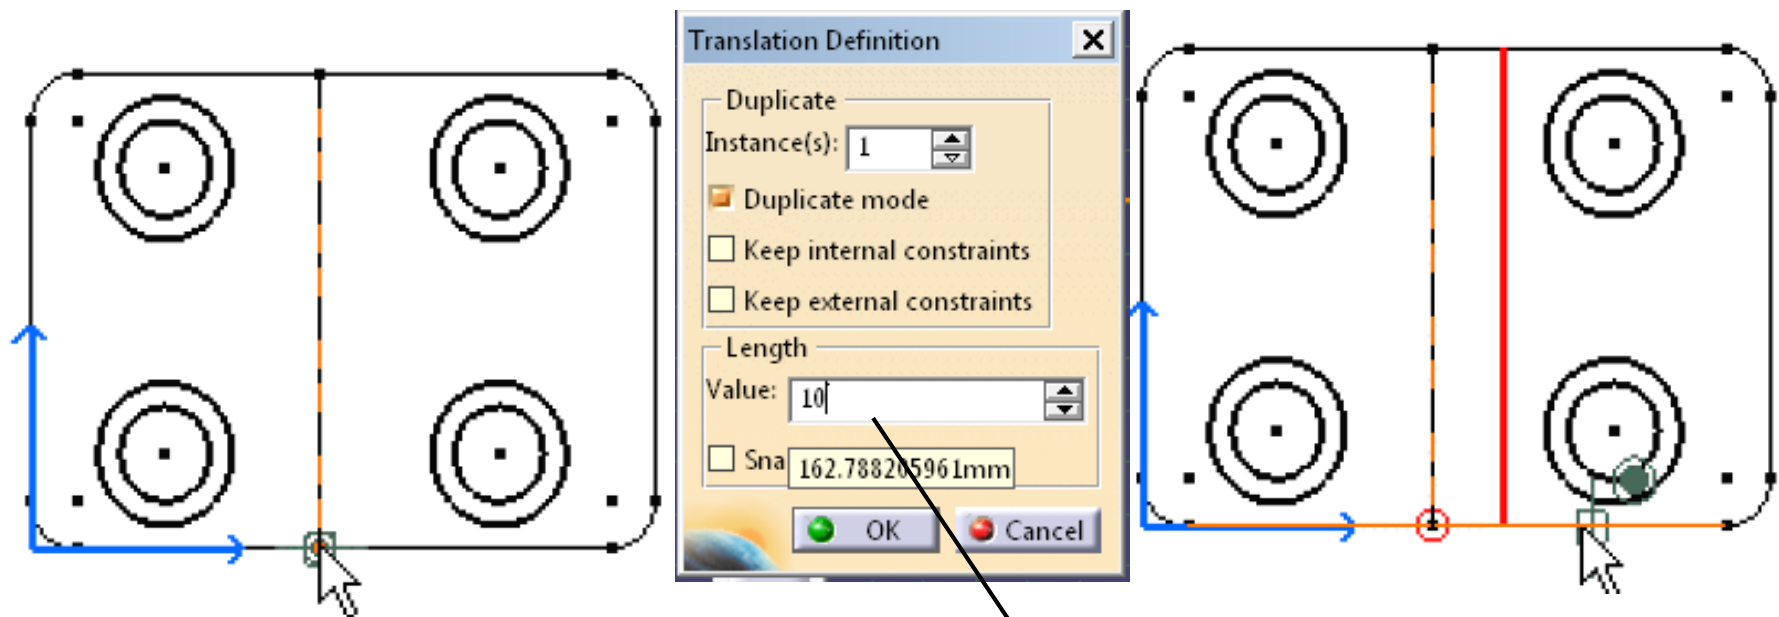 Translation Definition
Duplicate
Instance(s): 1
Duplicate mode
Keep internal constraints
Keep external constraints
Length
Value: 10
Sna 162.788205961mm
OK Cancel